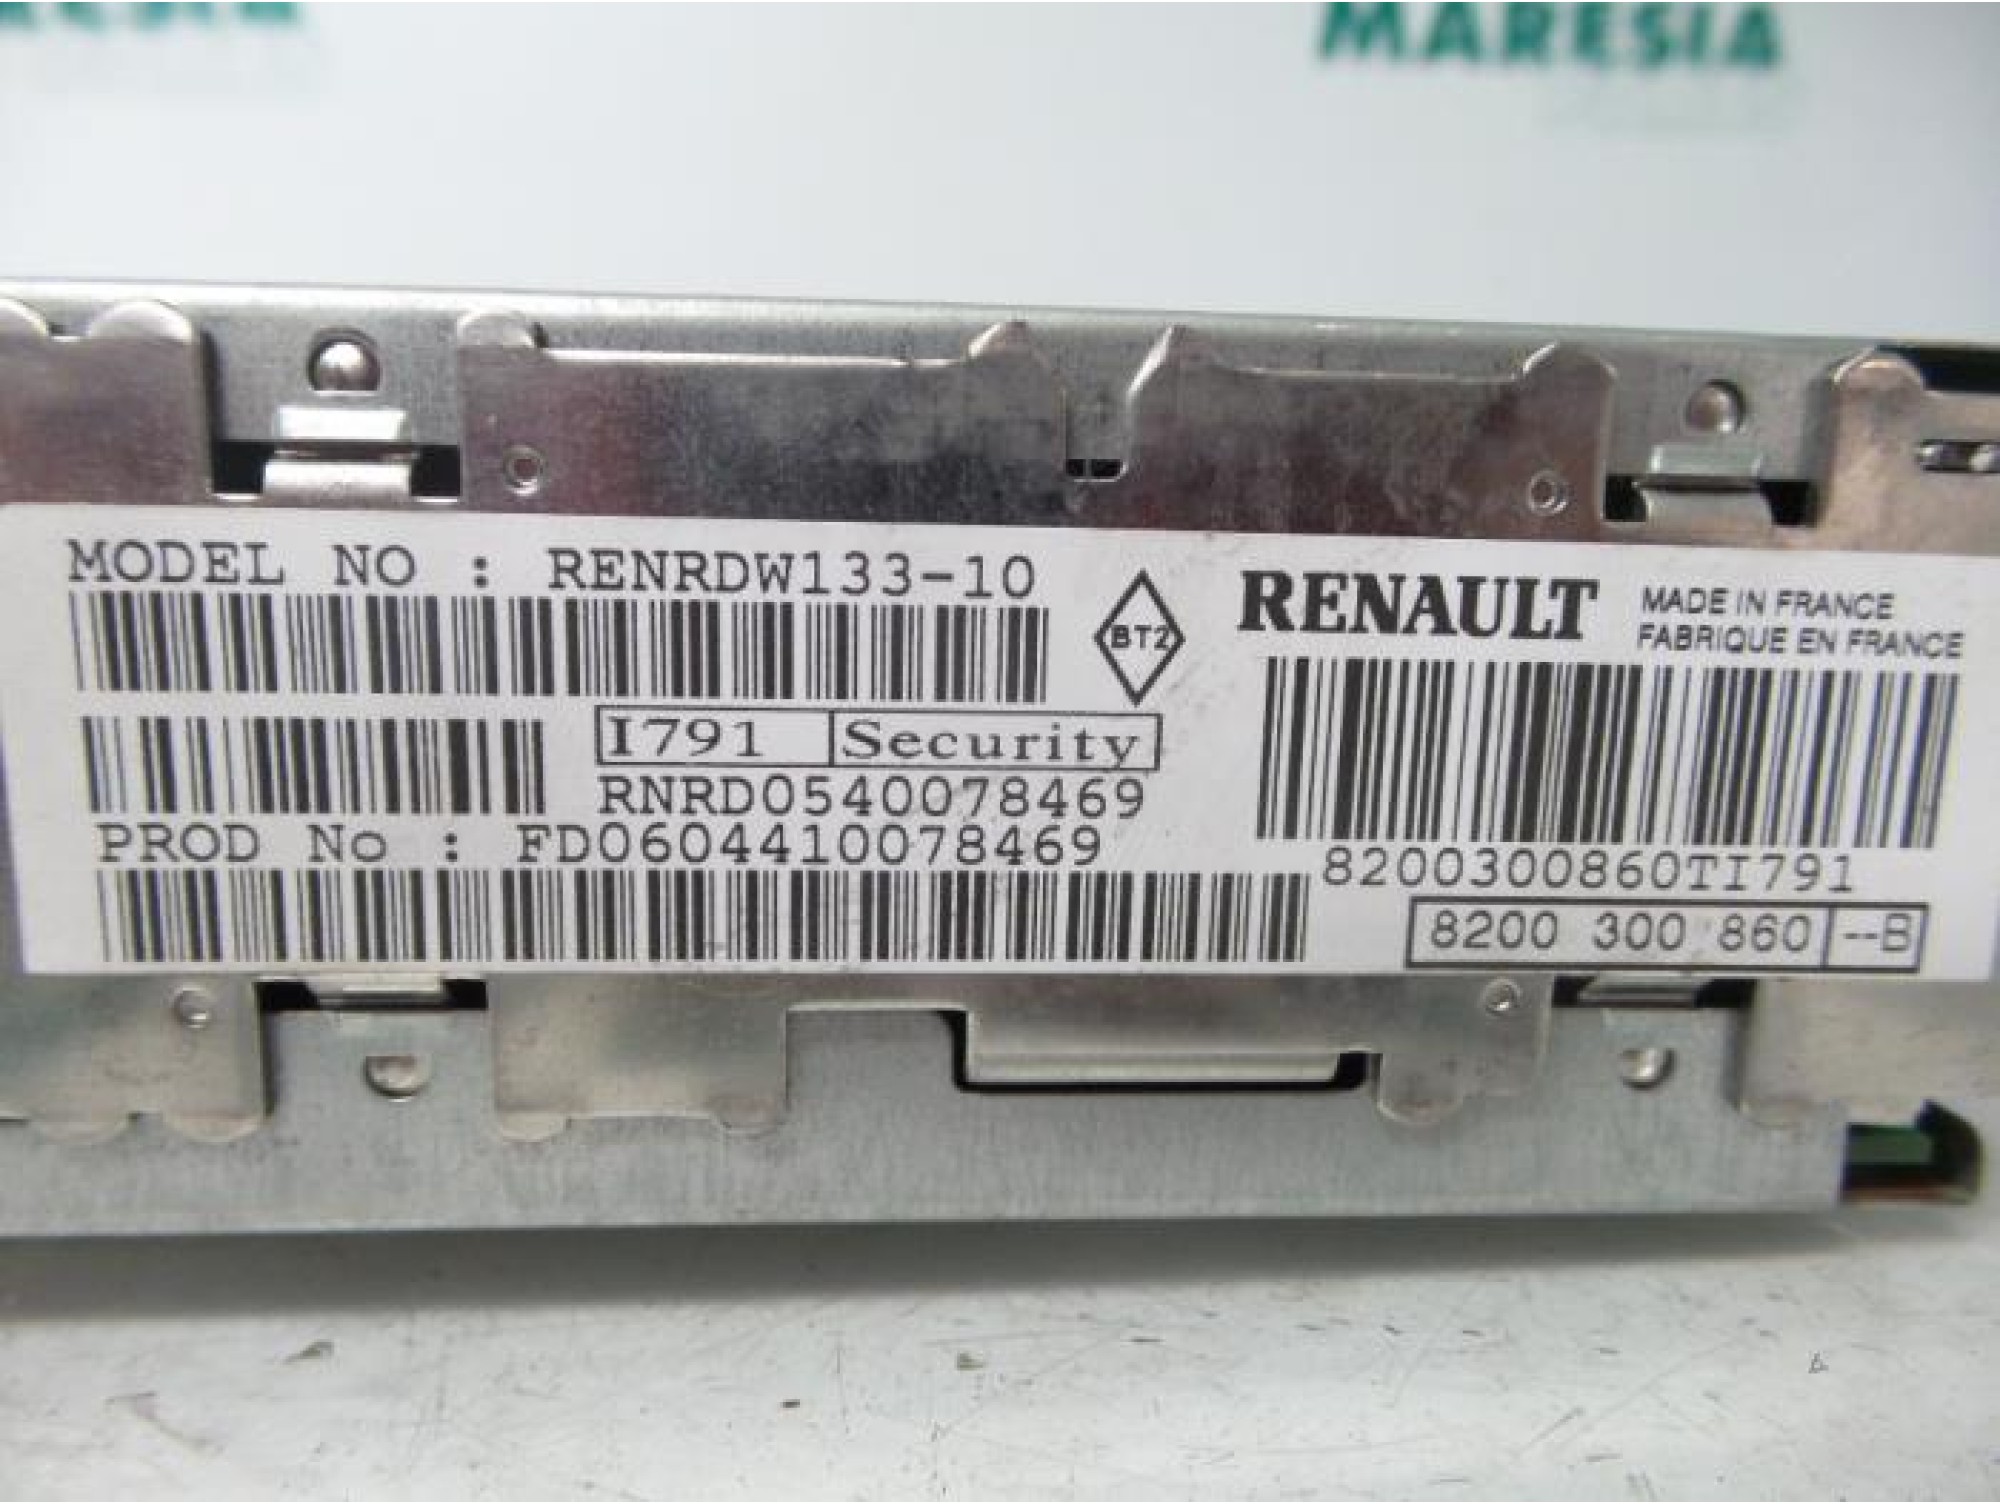 MARESIA
MODEL NO : RENRDW133-10
BT2
RENAULT
MADE IN FRANCE
FABRIQUE EN FRANCE
I791 Security
RNRD0540078469
PROD No : FD0604410078469
8200300860TI791
8200 300 860 --B